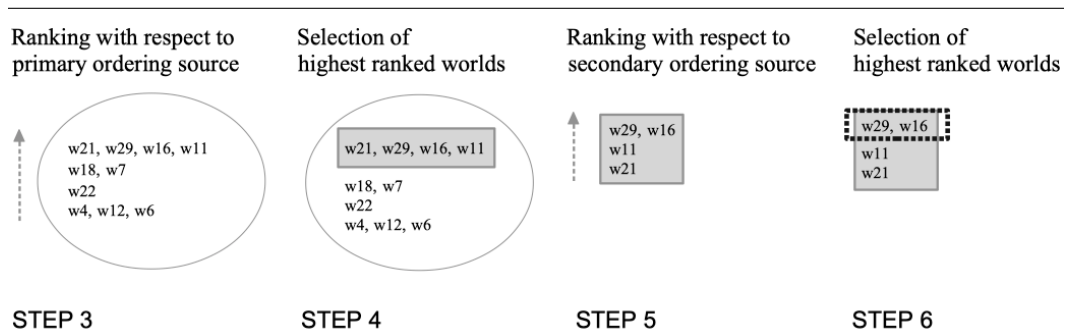 Ranking with respect to
primary ordering source
w21, w29, w16, w11
w18, w7
w22
w4, w12, w6
STEP 3
Selection of
highest ranked worlds
w21, w29, w16, w11
w18, w7
w22
w4, w12, w6
STEP 4
Ranking with respect to
secondary ordering source
w29, w16
w11
w21
STEP 5
Selection of
highest ranked worlds
w29, w16
w11
w21
STEP 6